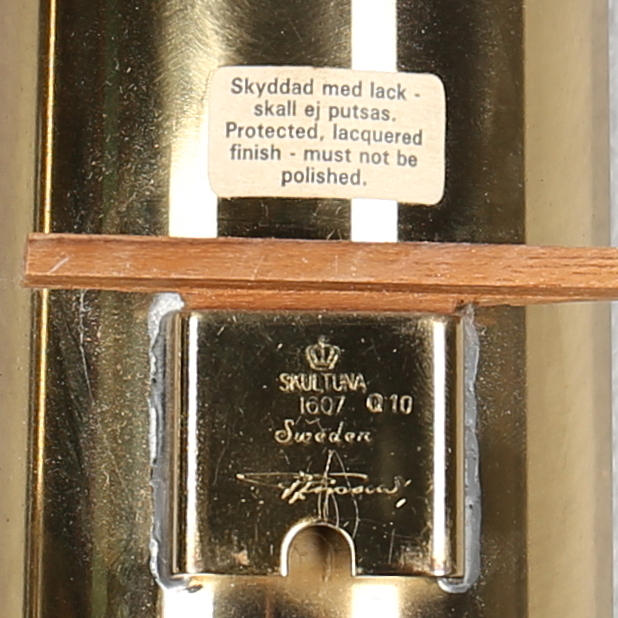 Skyddad med lack -
skall ej putsas.
Protected, lacquered
finish - must not be
polished.
SKULTUNA
1607 Q10
Sweden